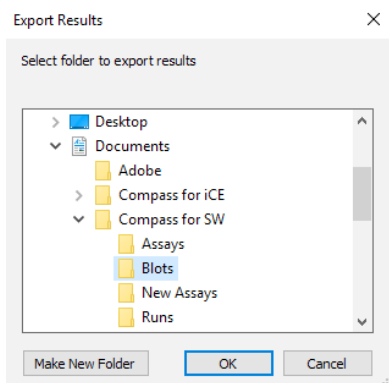 Export Results
Select folder to export results
Desktop
Documents
Adobe
Compass for iCE
Compass for SW
Assays
Blots
New Assays
Runs
Make New Folder OK Cancel